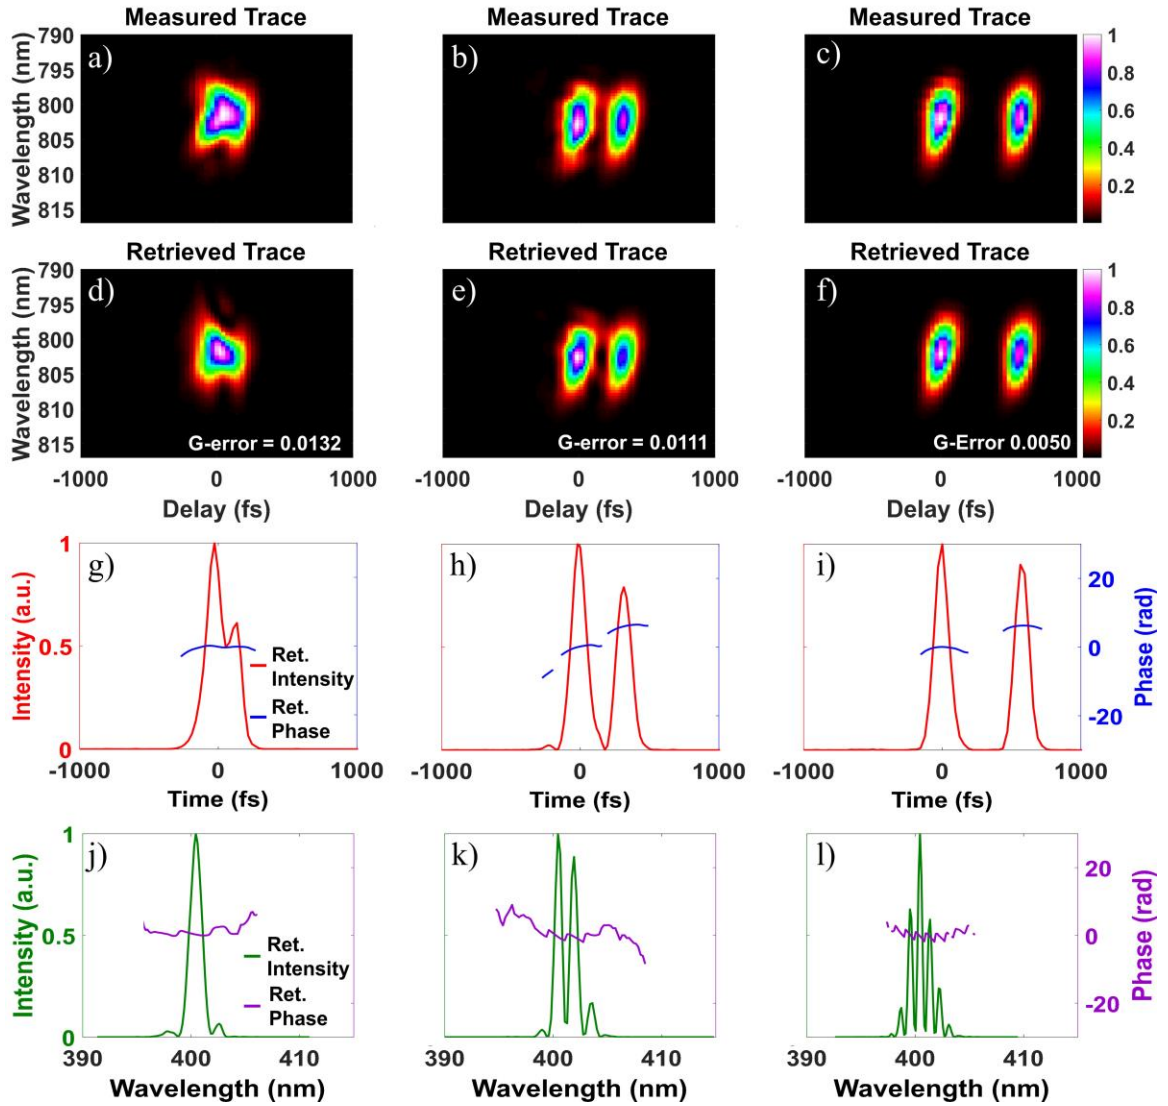 Measured Trace Measured Trace Measured Trace
790
795
800
805
810
815
Wavelength (nm)
a) b) c)
1
0.8
0.6
0.4
0.2
Retrieved Trace Retrieved Trace Retrieved Trace
790
795
800
805
810
815
Wavelength (nm)
d) e) f)
G-error = 0.0132 G-error = 0.0111 G-Error 0.0050
1
0.8
0.6
0.4
0.2
-1000 0 1000 -1000 0 1000 -1000 0 1000
Delay (fs) Delay (fs) Delay (fs)
1
0.5
0
Intensity (a.u.)
g) h) i)
Ret.
Intensity
Ret.
Phase
20
0
-20
Phase (rad)
-1000 0 1000 -1000 0 1000 -1000 0 1000
Time (fs) Time (fs) Time (fs)
1
0.5
0
Intensity (a.u.)
j) k) l)
Ret.
Intensity
Ret.
Phase
20
0
-20
Phase (rad)
390 400 410 390 400 410 390 400 410
Wavelength (nm) Wavelength (nm) Wavelength (nm)